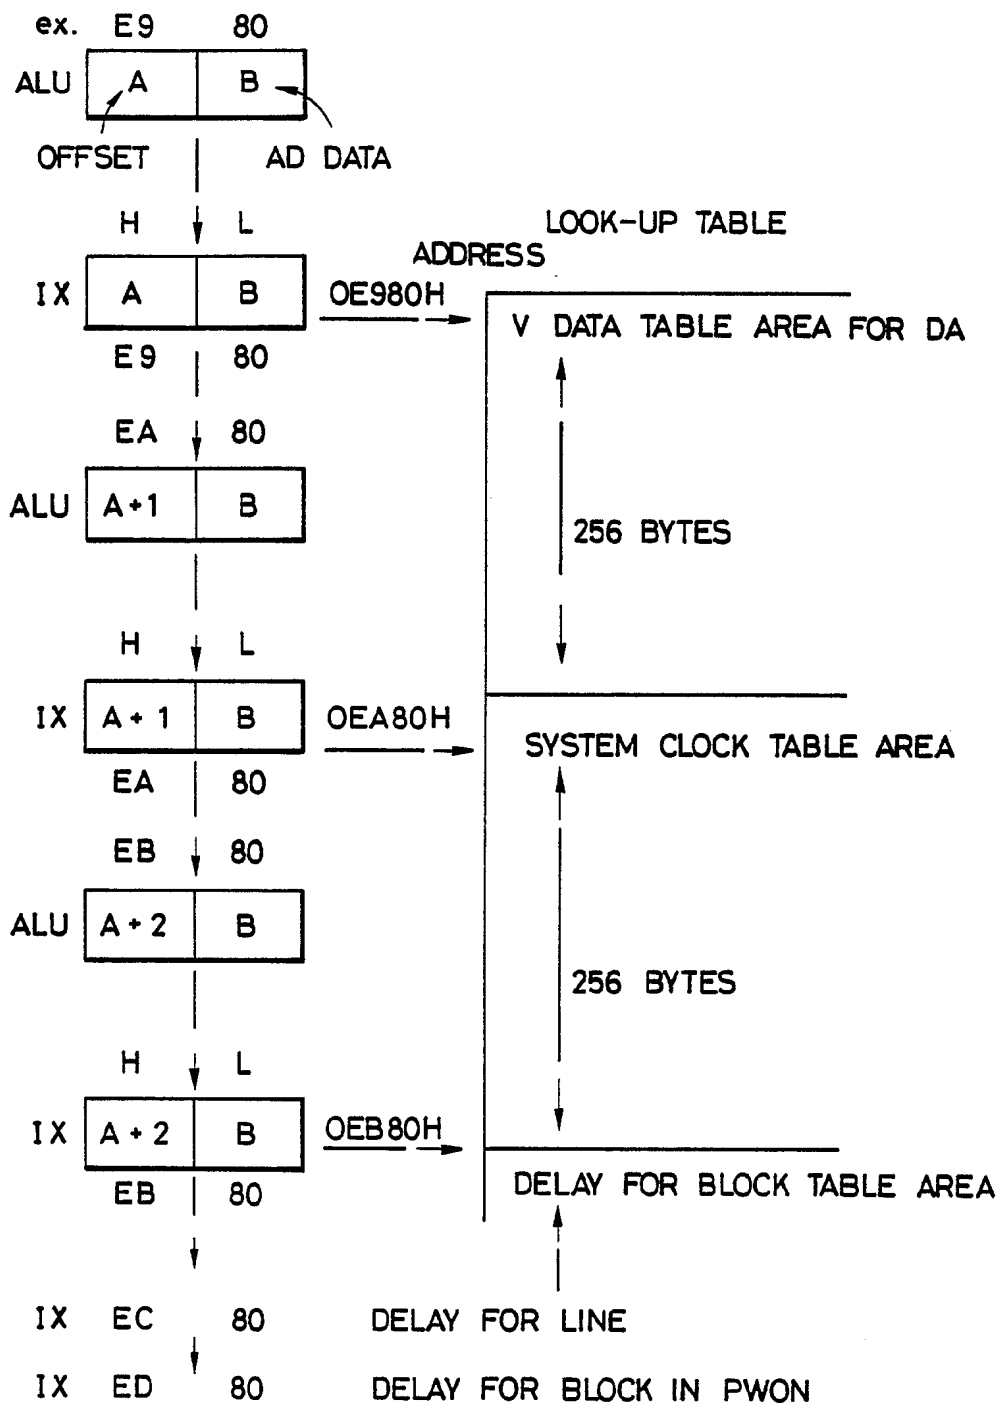 ex. E9 80
ALU A B
OFFSET AD DATA
H L LOOK-UP TABLE
ADDRESS
IX A B OE980H
V DATA TABLE AREA FOR DA
E9 80
EA 80
ALU A+1 B
256 BYTES
H L
IX A+1 B OEA80H
SYSTEM CLOCK TABLE AREA
EA 80
EB 80
ALU A+2 B
256 BYTES
H L
IX A+2 B OEB80H
DELAY FOR BLOCK TABLE AREA
EB 80
IX EC 80 DELAY FOR LINE
IX ED 80 DELAY FOR BLOCK IN PWON